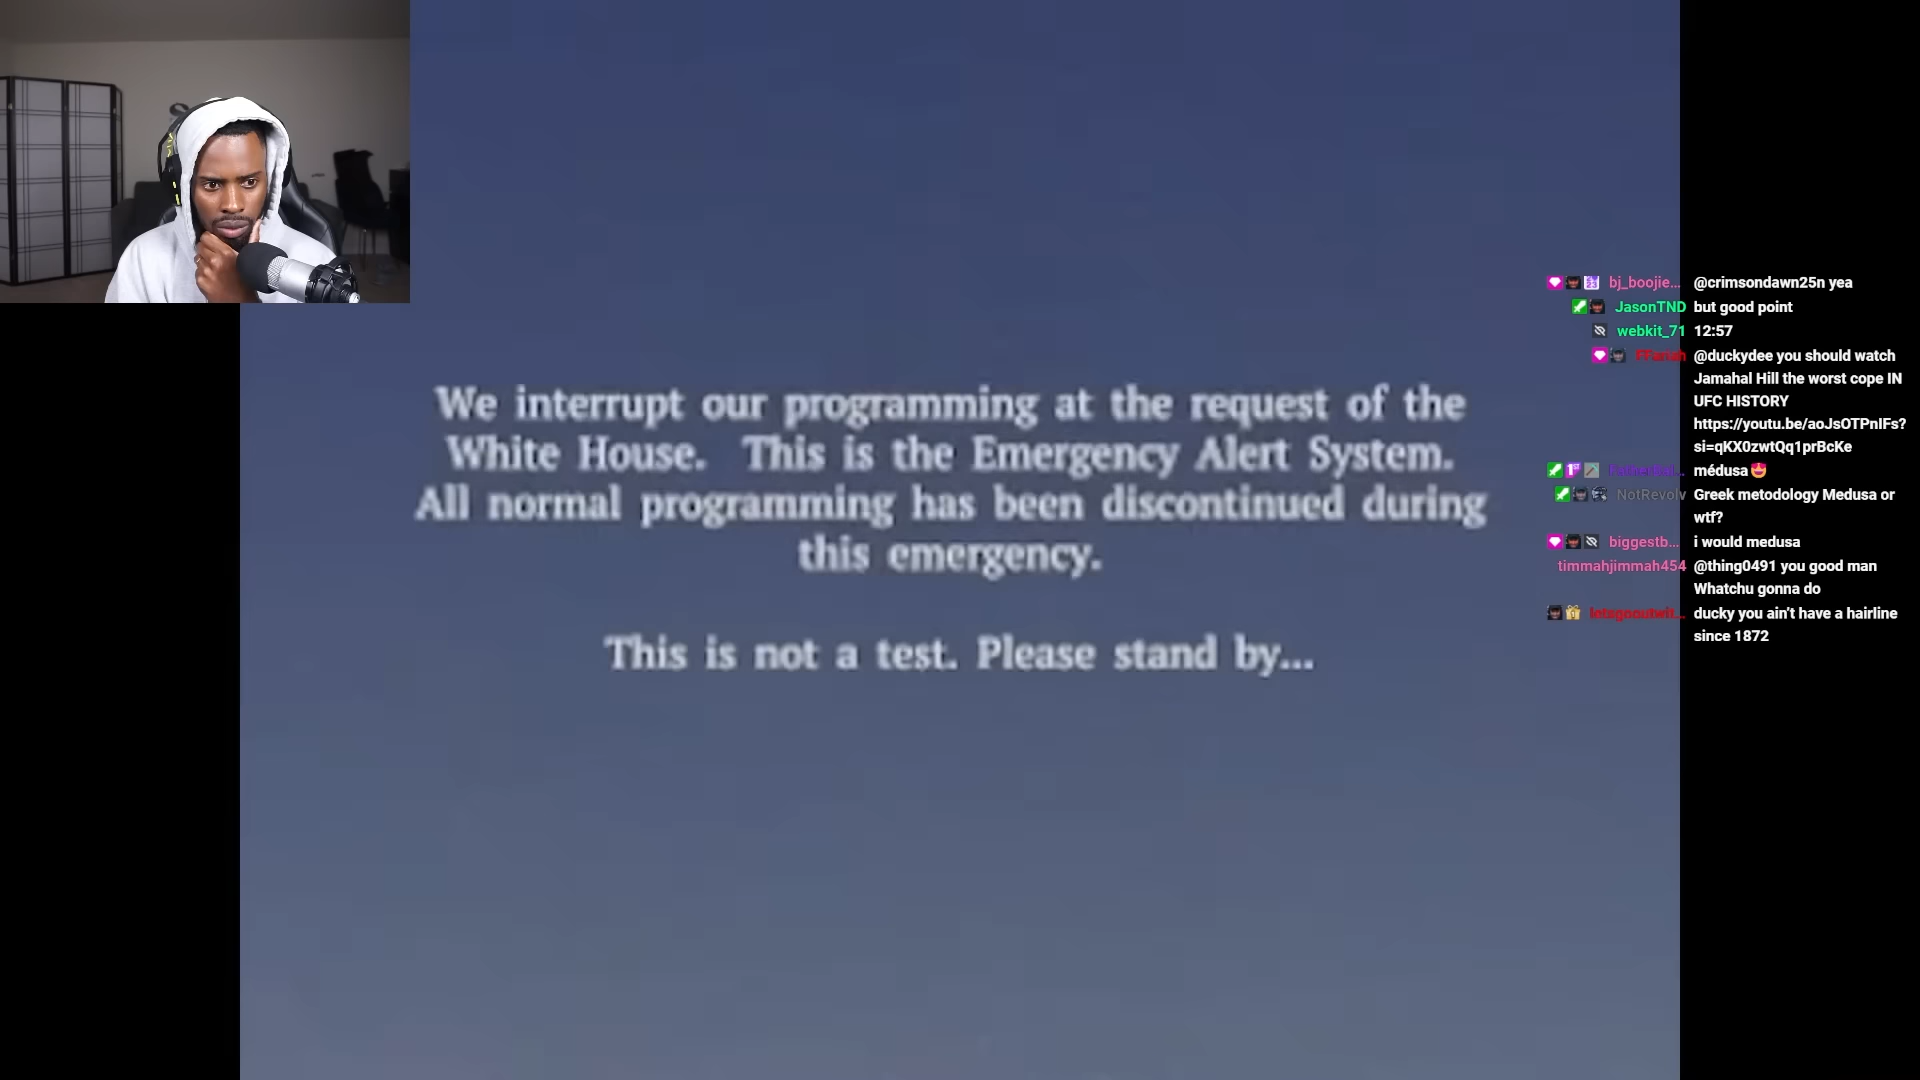 We interrupt our programming at the request of the
White House. This is the Emergency Alert System.
All normal programming has been discontinued during
this emergency.
This is not a test. Please stand by...
bj_boojie... @crimsondawn25n yea
JasonTND but good point
webkit_71 12:57
@duckydee you should watch
Jamahal Hill the worst cope IN
UFC HISTORY
https://youtu.be/aoJsOTPnIFs?
si=qKX0zwtQq1prBcKe
médusa😍
NotRevolv Greek metodology Medusa or
wtf?
biggestb... i would medusa
timmahjimmah454 @thing0491 you good man
Whatchu gonna do
ducky you ain't have a hairline
since 1872